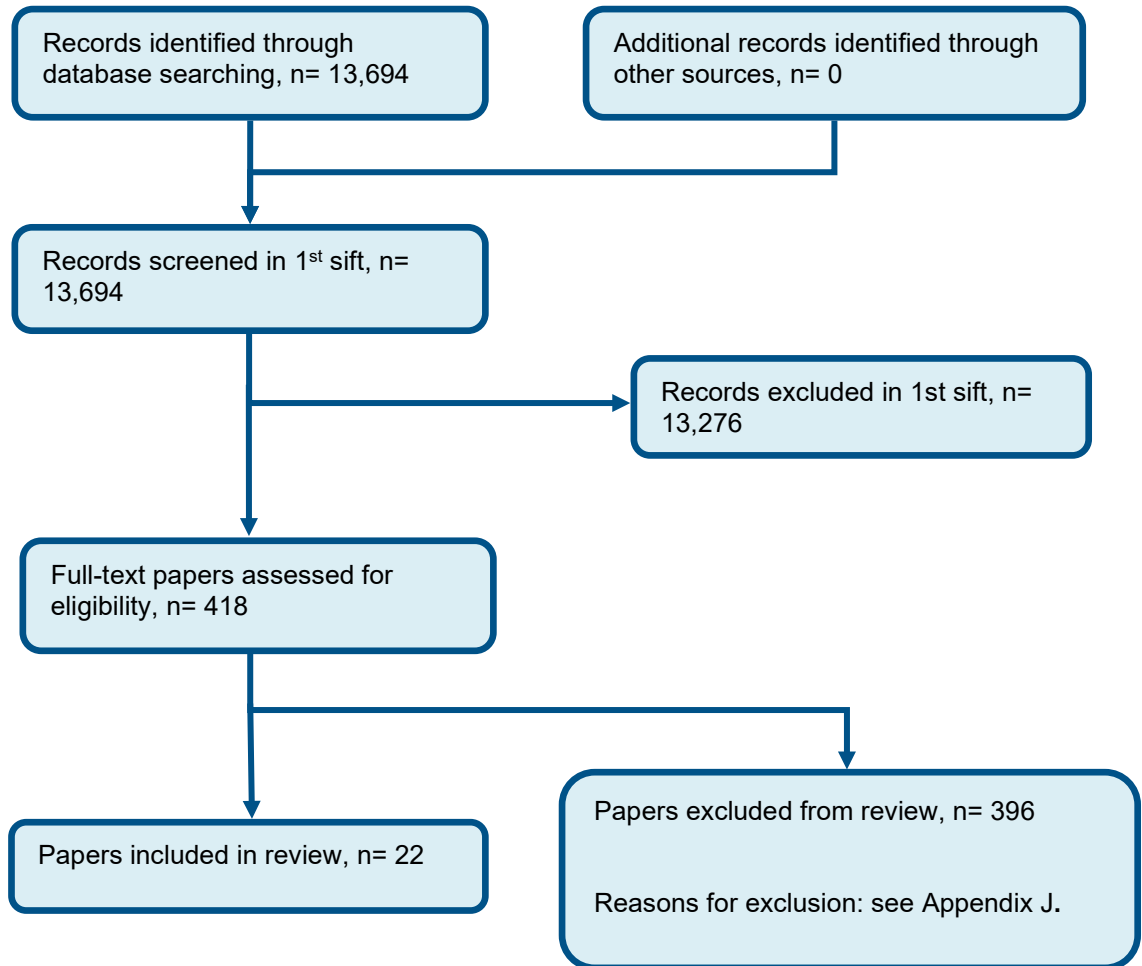 Records identified through
database searching, n= 13,694
Additional records identified through
other sources, n= 0
Records screened in 1st sift, n=
13,694
Records excluded in 1st sift, n=
13,276
Full-text papers assessed for
eligibility, n= 418
Papers included in review, n= 22
Papers excluded from review, n= 396
Reasons for exclusion: see Appendix J.